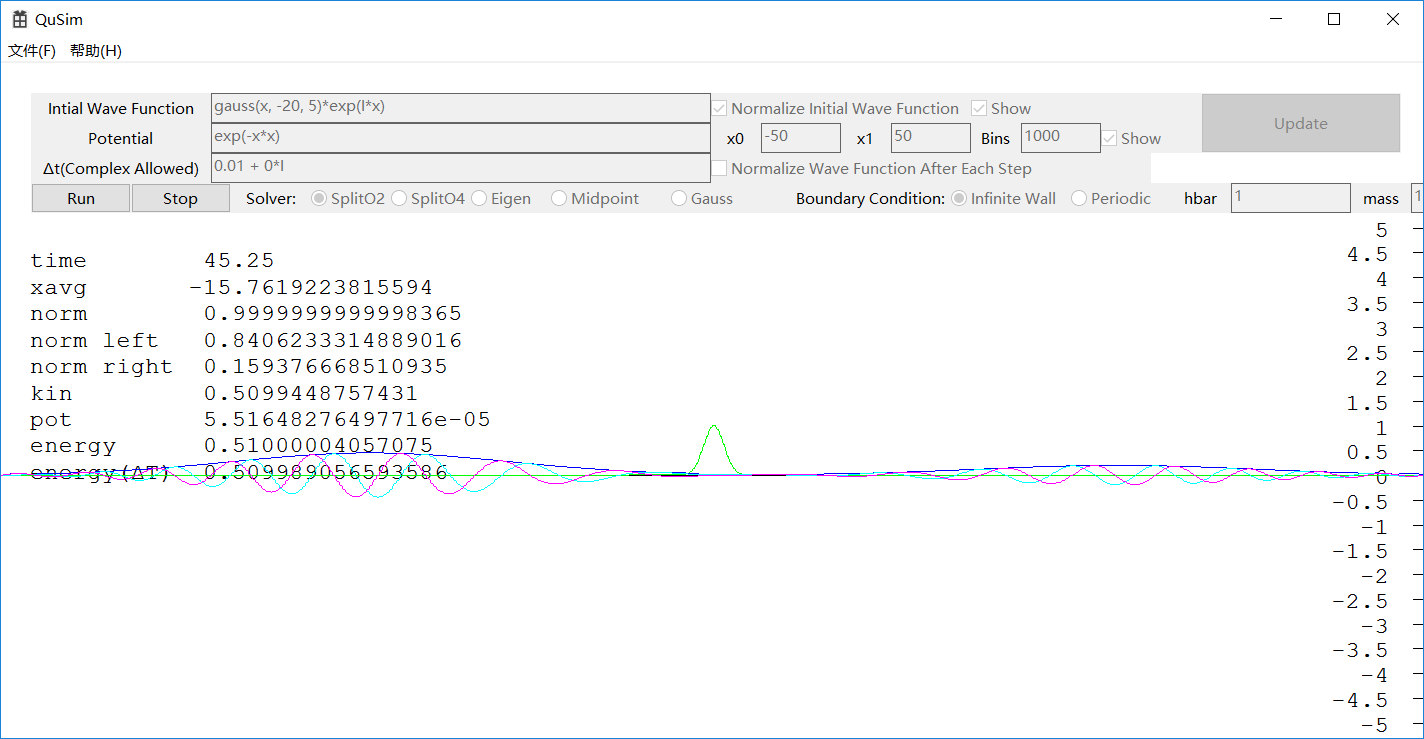 QuSim
文件(F) 帮助(H)
Intial Wave Function gauss(x, -20, 5)*exp(I*x) Normalize Initial Wave Function Show Update
Potential exp(-x*x) x0 -50 x1 50 Bins 1000 Show
Δt(Complex Allowed) 0.01 + 0*I Normalize Wave Function After Each Step
Run Stop Solver: SplitO2 SplitO4 Eigen Midpoint Gauss Boundary Condition: Infinite Wall Periodic hbar 1 mass 1
time 45.25
xavg -15.76192238155​94
norm 0.9999999999998365
norm left 0.8406233314889016
norm right 0.159376668510935
kin 0.5099448757431
pot 5.51648276497716e-05
energy 0.51000004057075
energy(ΔT) 0.509989056593586
5
4.5
4
3.5
3
2.5
2
1.5
1
0.5
0
-0.5
-1
-1.5
-2
-2.5
-3
-3.5
-4
-4.5
-5